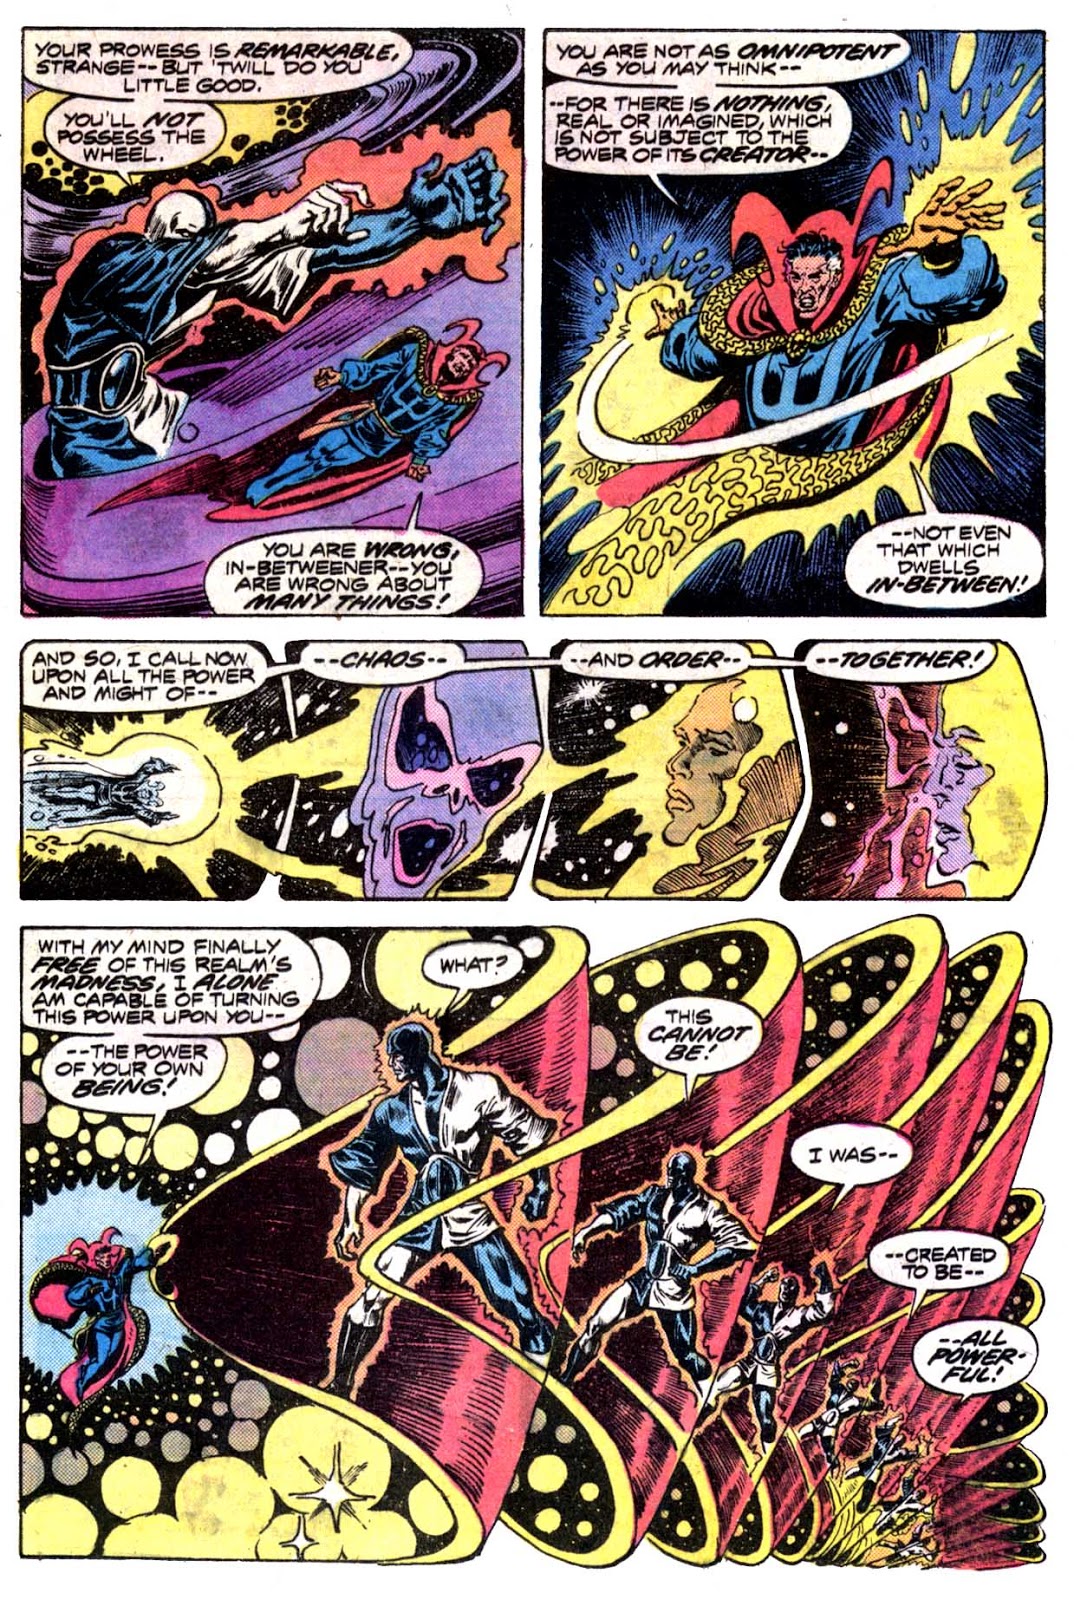 YOUR PROWESS IS REMARKABLE,
STRANGE--BUT 'TWILL DO YOU
LITTLE GOOD.
YOU'LL NOT
POSSESS THE
WHEEL.
YOU ARE WRONG,
IN-BETWEENER--YOU
ARE WRONG ABOUT
MANY THINGS!
YOU ARE NOT AS OMNIPOTENT
AS YOU MAY THINK--
--FOR THERE IS NOTHING,
REAL OR IMAGINED, WHICH
IS NOT SUBJECT TO THE
POWER OF ITS CREATOR--
--NOT EVEN
THAT WHICH
DWELLS
IN-BETWEEN!
AND SO, I CALL NOW
UPON ALL THE POWER
AND MIGHT OF--
--CHAOS--
--AND ORDER--
--TOGETHER!
WITH MY MIND FINALLY
FREE OF THIS REALM'S
MADNESS, I ALONE
AM CAPABLE OF TURNING
THIS POWER UPON YOU--
--THE POWER
OF YOUR OWN
BEING!
WHAT?
THIS
CANNOT
BE!
I WAS--
--CREATED
TO BE--
--ALL
POWER-
FUL!